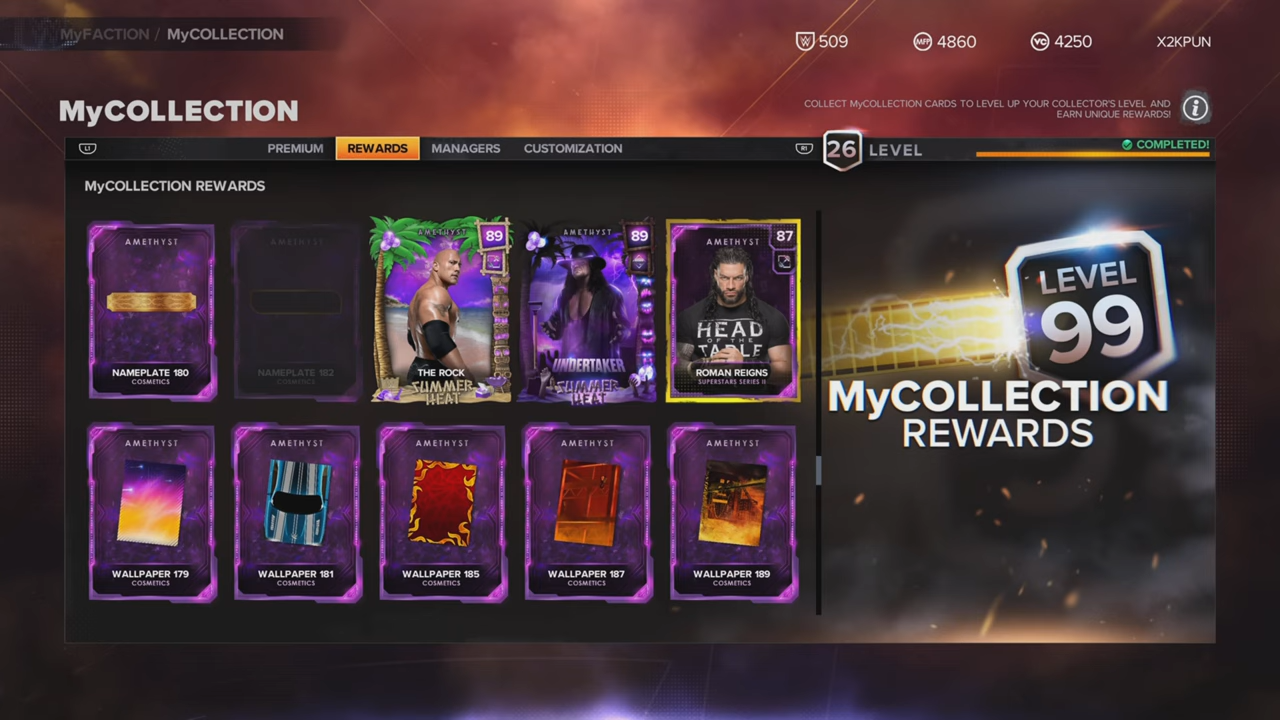 MyFACTION / MyCOLLECTION
509
MFP 4860
VC 4250
X2KPUN
MyCOLLECTION
COLLECT MyCOLLECTION CARDS TO LEVEL UP YOUR COLLECTOR'S LEVEL AND
EARN UNIQUE REWARDS!
i
L1
PREMIUM
REWARDS
MANAGERS
CUSTOMIZATION
R1
26 LEVEL
COMPLETED!
MyCOLLECTION REWARDS
AMETHYST
NAMEPLATE 180
COSMETICS
AMETHYST
NAMEPLATE 182
COSMETICS
AMETHYST
89
THE ROCK
SUMMER
HEAT
AMETHYST
89
UNDERTAKER
SUMMER
HEAT
AMETHYST
87
HEAD
OF THE
TABLE
ROMAN REIGNS
SUPERSTARS SERIES II
AMETHYST
WALLPAPER 179
COSMETICS
AMETHYST
WALLPAPER 181
COSMETICS
AMETHYST
WALLPAPER 185
COSMETICS
AMETHYST
WALLPAPER 187
COSMETICS
AMETHYST
WALLPAPER 189
COSMETICS
LEVEL
99
MyCOLLECTION
REWARDS